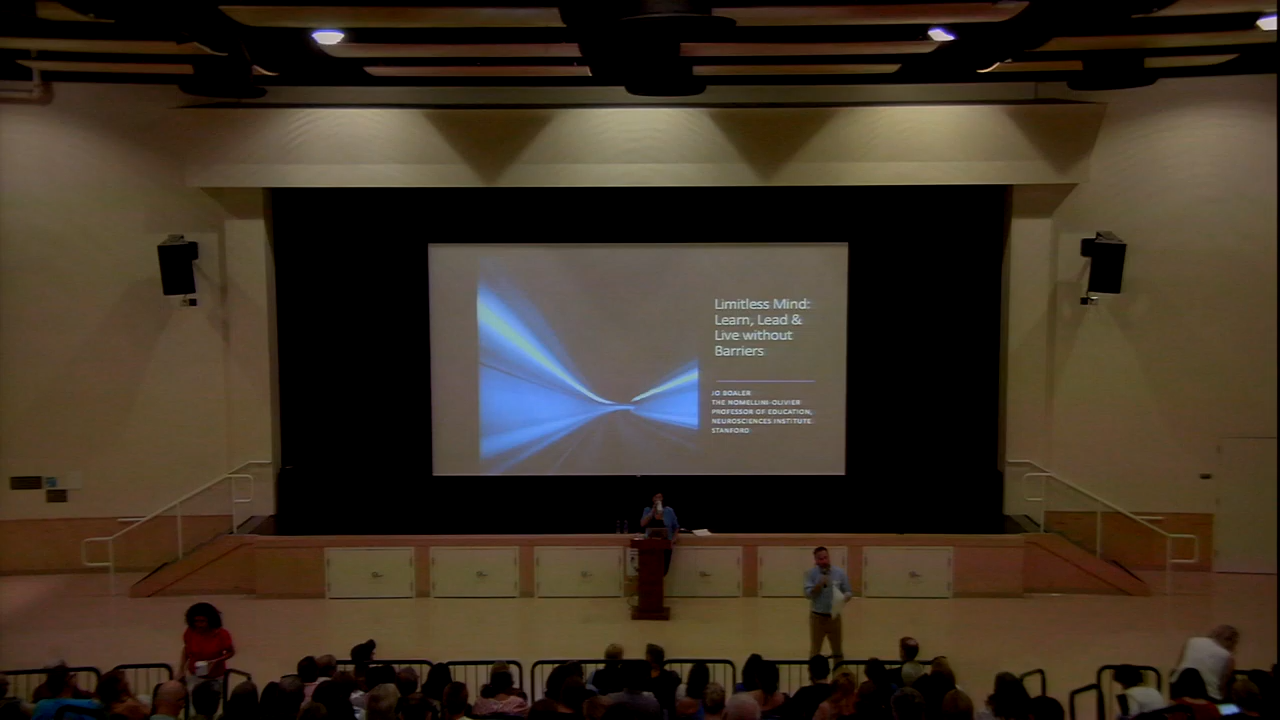 Limitless Mind:
Learn, Lead &
Live without
Barriers
JO BOALER
THE NOMELLINI-OLIVIER
PROFESSOR OF EDUCATION,
NEUROSCIENCES INSTITUTE
STANFORD